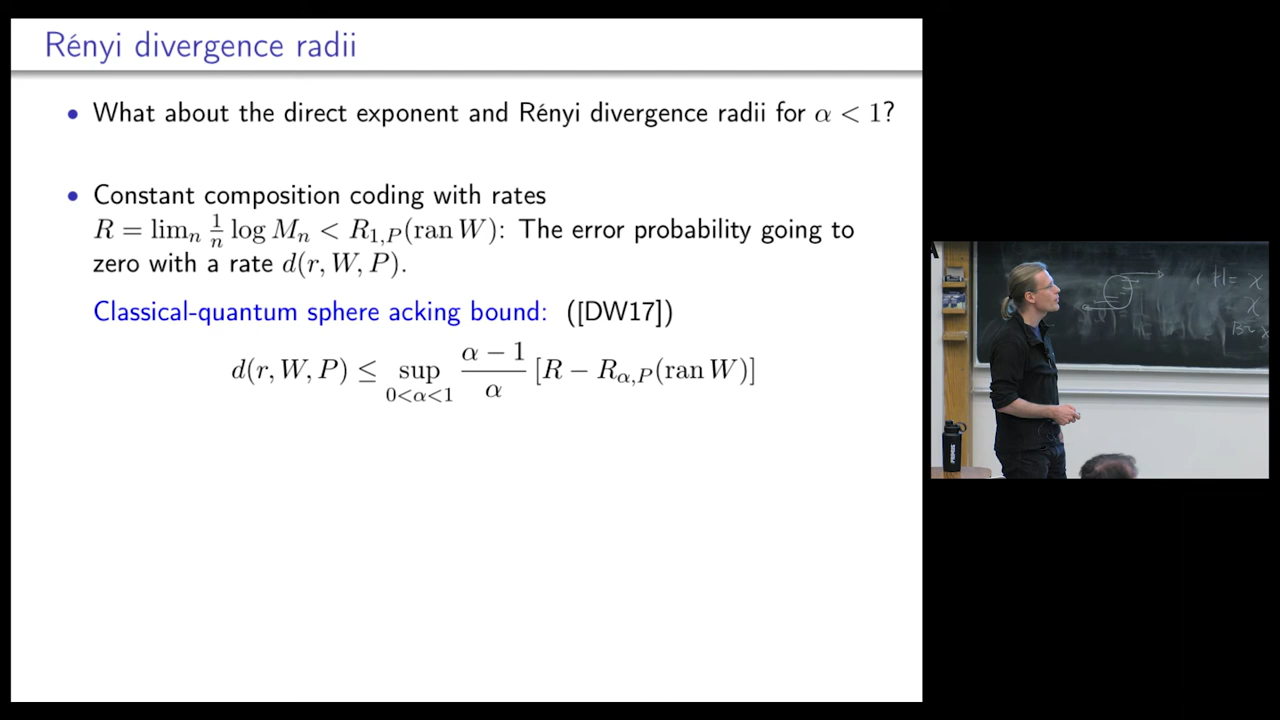 Rényi divergence radii
• What about the direct exponent and Rényi divergence radii for α < 1?
• Constant composition coding with rates
R = lim_n 1/n log M_n < R_{1,P}(ran W): The error probability going to
zero with a rate d(r, W, P).
Classical-quantum sphere acking bound: ([DW17])
d(r, W, P) ≤ sup_{0<α<1} (α − 1)/α [R − R_{α,P}(ran W)]